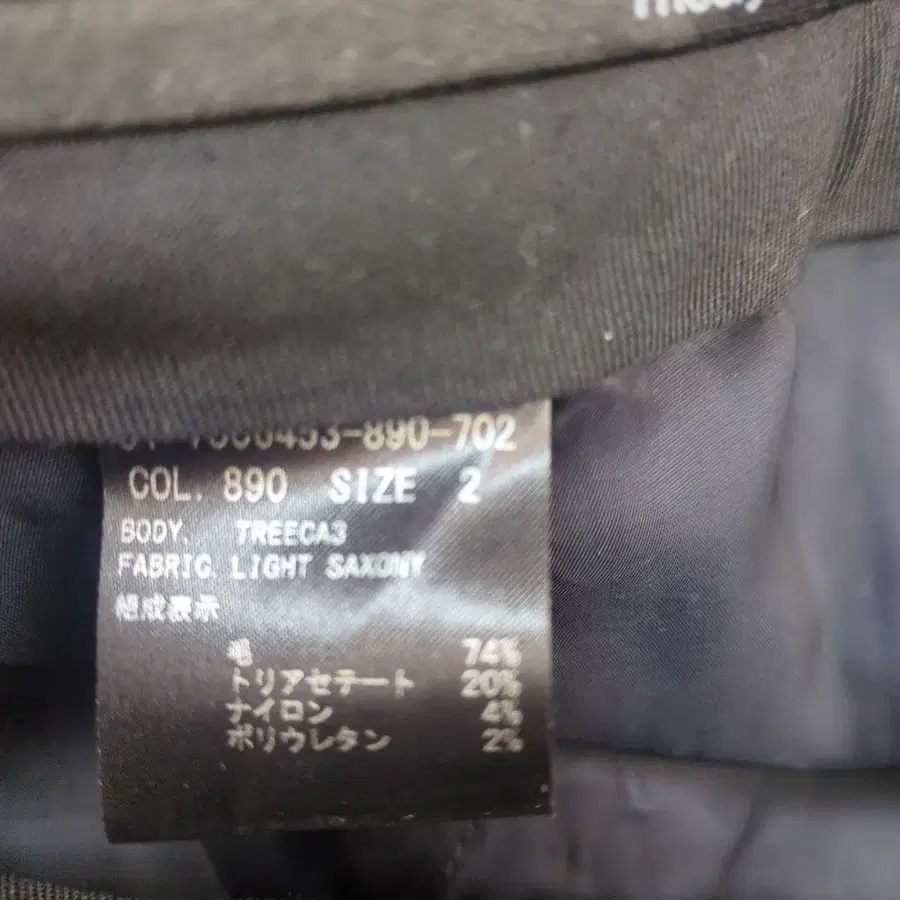 COL. 890 SIZE 2
BODY. TREECA3
FABRIC. LIGHT SAXONY
組成表示
毛 74%
トリアセテート 20%
ナイロン 4%
ポリウレタン 2%